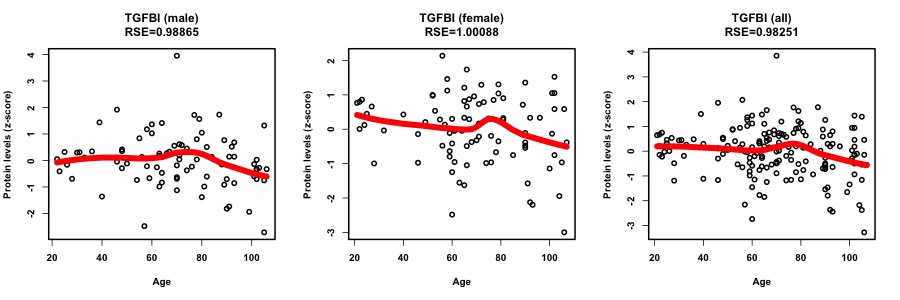 TGFBI (male)
RSE=0.98865
Protein levels (z-score)
4
3
2
1
0
-1
-2
20 40 60 80 100
Age
TGFBI (female)
RSE=1.00088
Protein levels (z-score)
2
1
0
-1
-2
-3
20 40 60 80 100
Age
TGFBI (all)
RSE=0.98251
Protein levels (z-score)
4
3
2
1
0
-1
-2
-3
20 40 60 80 100
Age